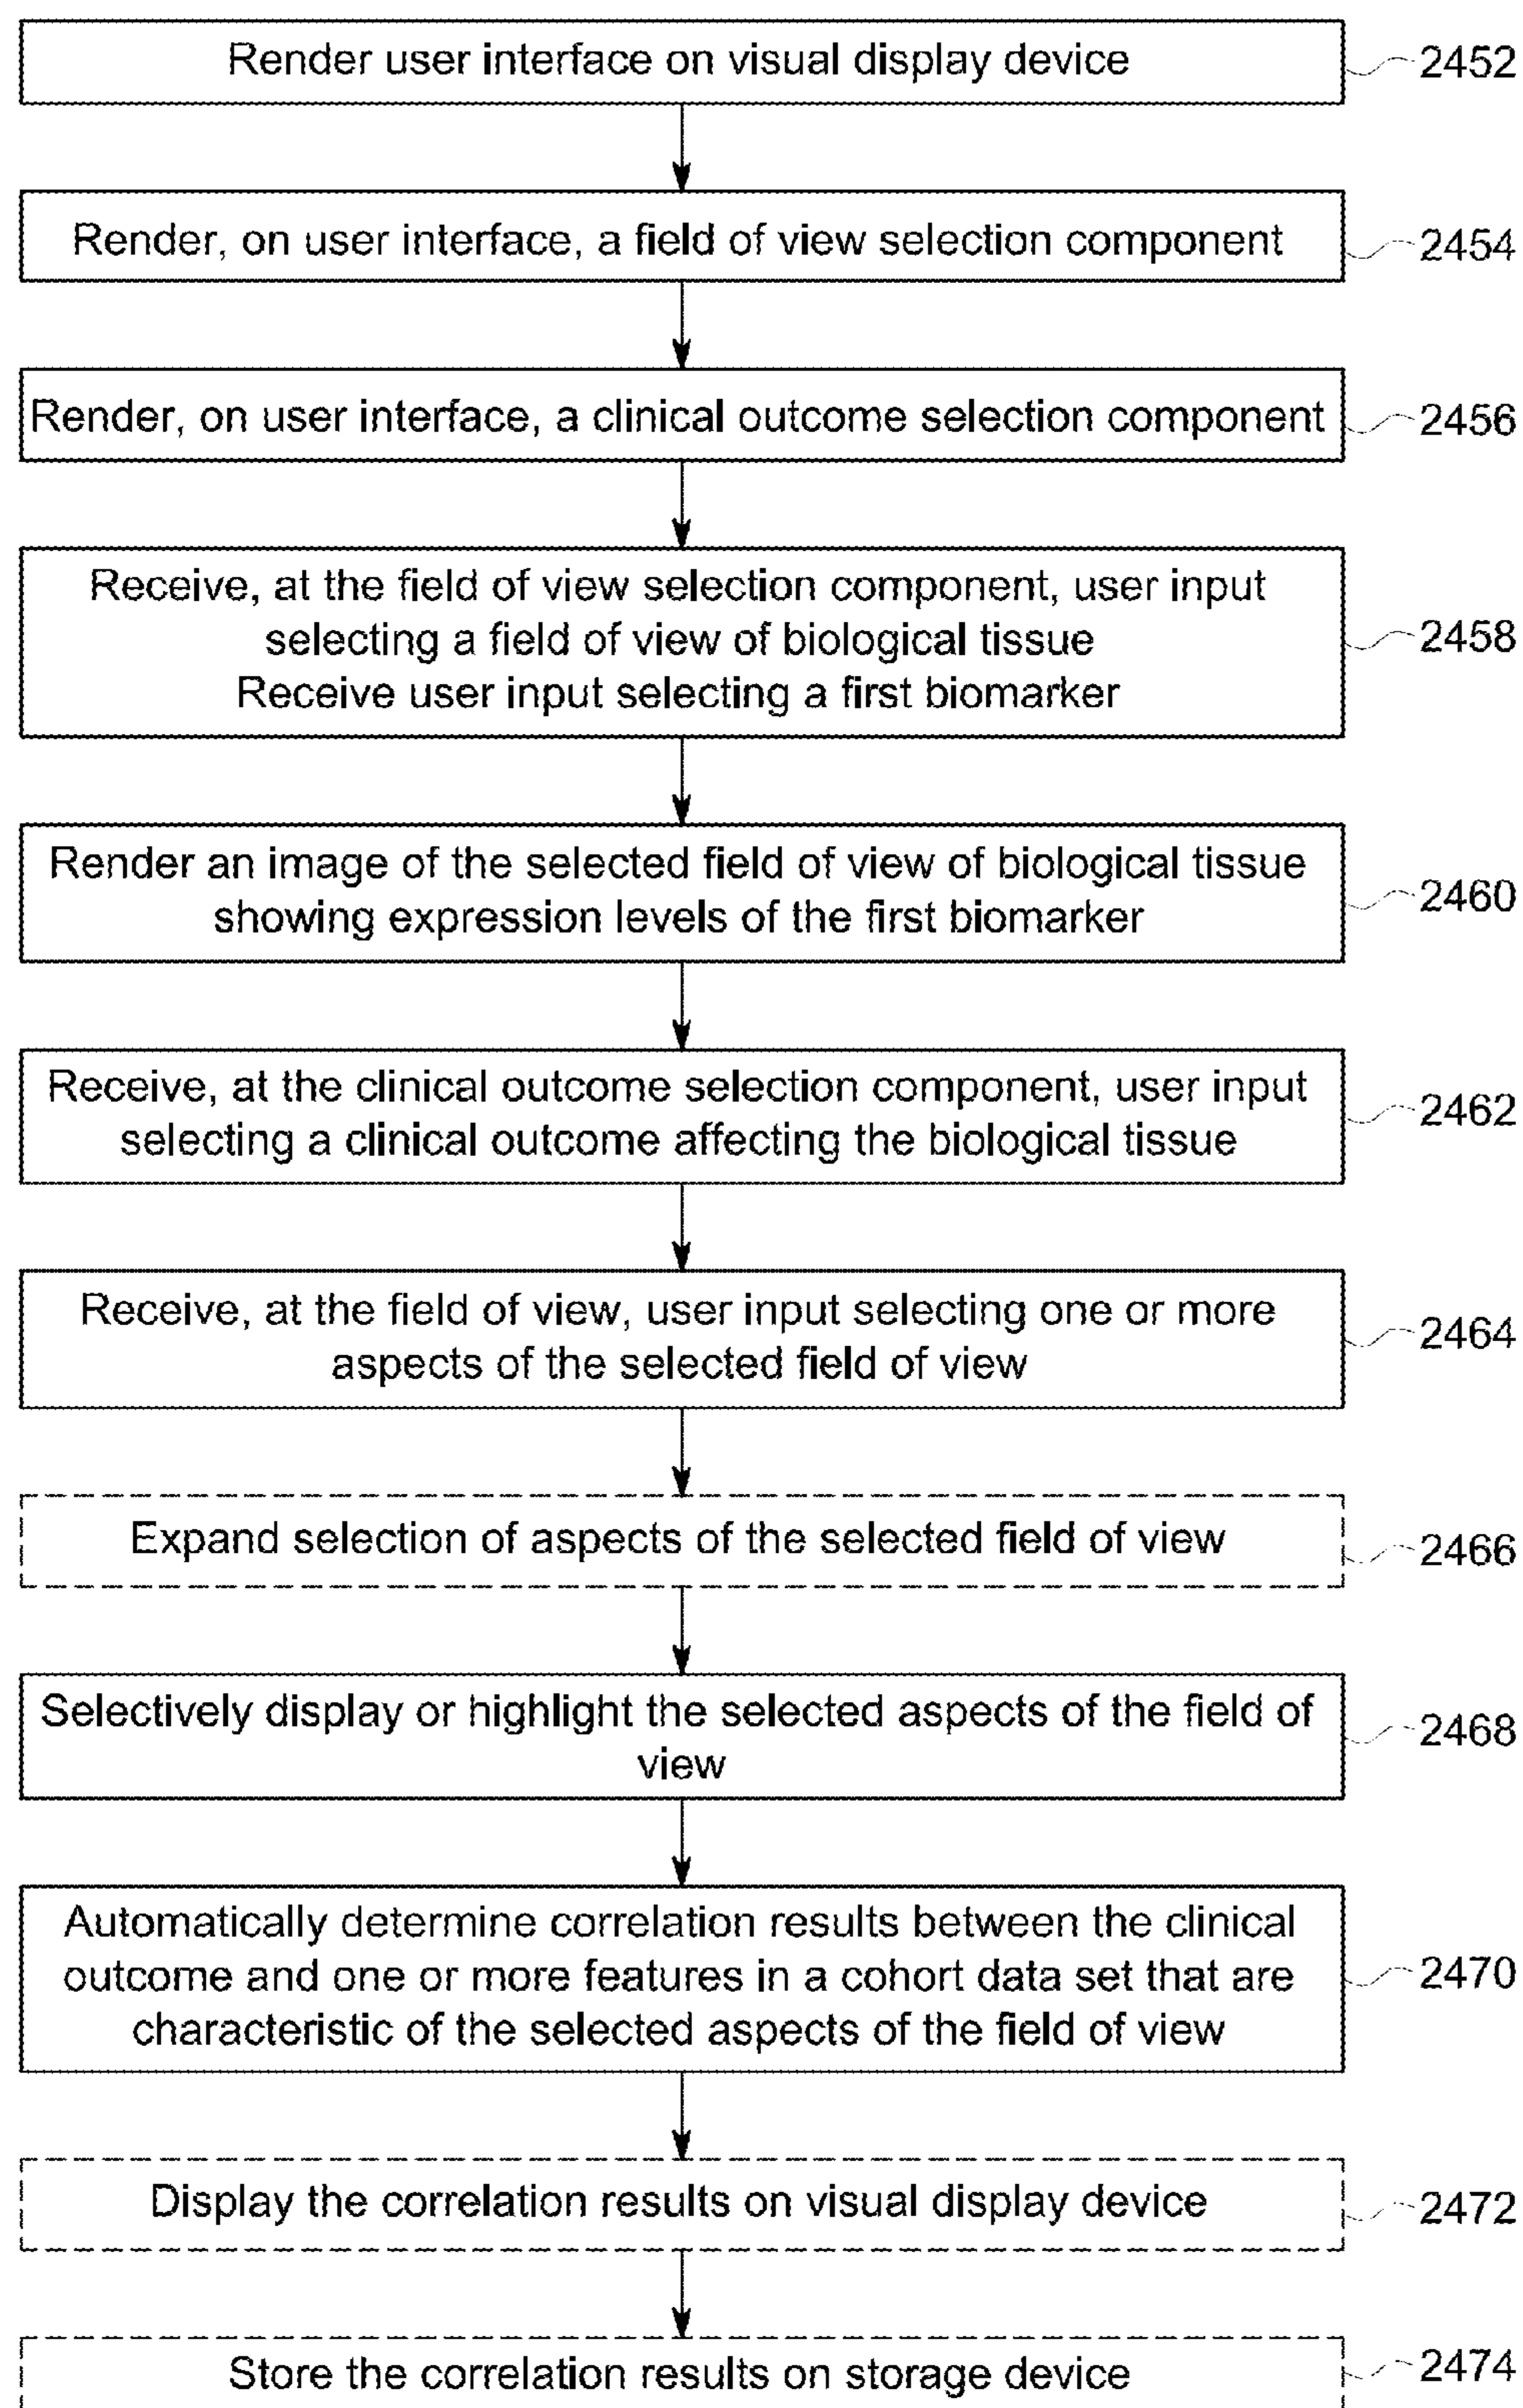 Render user interface on visual display device
2452
Render, on user interface, a field of view selection component
2454
Render, on user interface, a clinical outcome selection component
2456
Receive, at the field of view selection component, user input
selecting a field of view of biological tissue
Receive user input selecting a first biomarker
2458
Render an image of the selected field of view of biological tissue
showing expression levels of the first biomarker
2460
Receive, at the clinical outcome selection component, user input
selecting a clinical outcome affecting the biological tissue
2462
Receive, at the field of view, user input selecting one or more
aspects of the selected field of view
2464
Expand selection of aspects of the selected field of view
2466
Selectively display or highlight the selected aspects of the field of
view
2468
Automatically determine correlation results between the clinical
outcome and one or more features in a cohort data set that are
characteristic of the selected aspects of the field of view
2470
Display the correlation results on visual display device
2472
Store the correlation results on storage device
2474